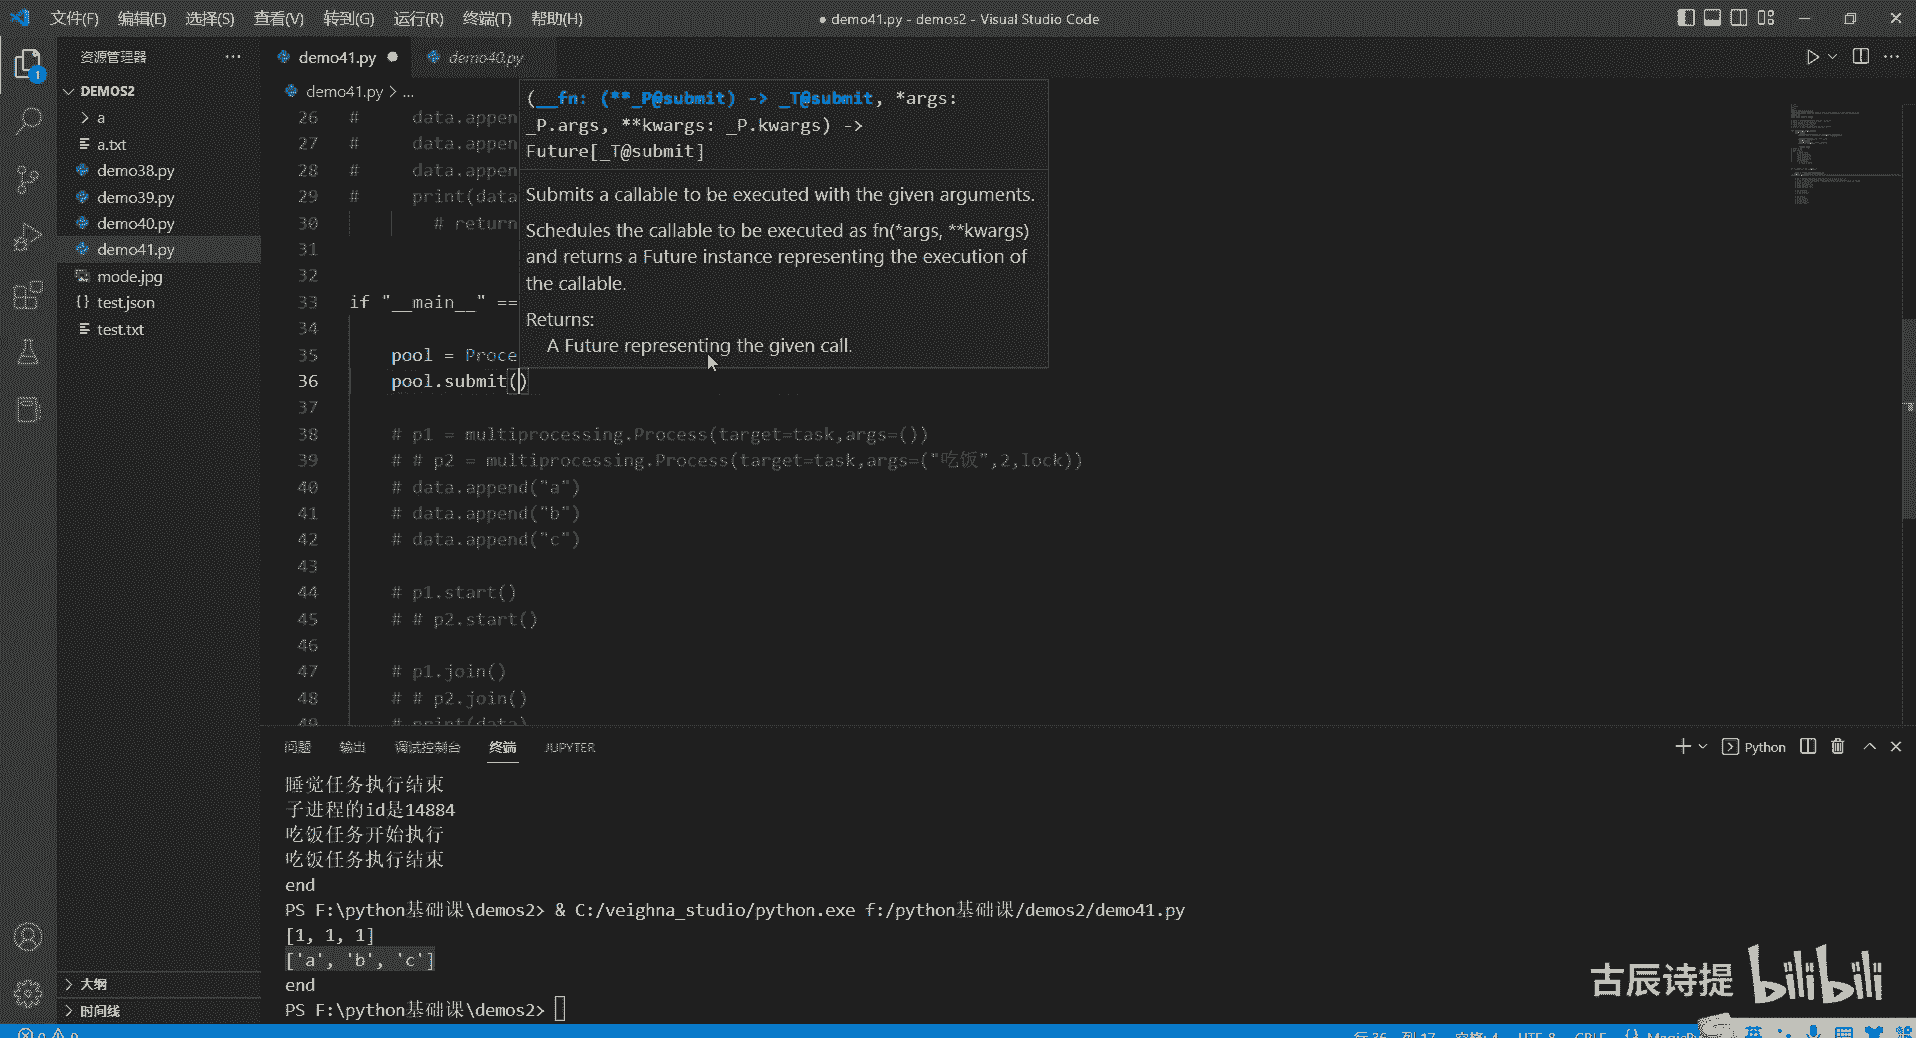 文件(F) 编辑(E) 选择(S) 查看(V) 转到(G) 运行(R) 终端(T) 帮助(H)
● demo41.py - demos2 - Visual Studio Code
资源管理器 ···
demo41.py ●
demo40.py
1
DEMOS2
a
a.txt
demo38.py
demo39.py
demo40.py
demo41.py
mode.jpg
{} test.json
test.txt
大纲
时间线
demo41.py > ...
(__fn: (**_P@submit) -> _T@submit, *args:
_P.args, **kwargs: _P.kwargs) ->
Future[_T@submit]
Submits a callable to be executed with the given arguments.
Schedules the callable to be executed as fn(*args, **kwargs)
and returns a Future instance representing the execution of
the callable.
Returns:
A Future representing the given call.
26 # data.appen
27 # data.appen
28 # data.appen
29 # print(data
30 # return
31
32
33 if "__main__" ==
34
35 pool = Proce
36 pool.submit()
37
38 # p1 = multiprocessing.Process(target=task,args=())
39 # # p2 = multiprocessing.Process(target=task,args=("吃饭",2,lock))
40 # data.append("a")
41 # data.append("b")
42 # data.append("c")
43
44 # p1.start()
45 # # p2.start()
46
47 # p1.join()
48 # # p2.join()
49 # print(data)
问题 输出 调试控制台 终端 JUPYTER
Python
睡觉任务执行结束
子进程的id是14884
吃饭任务开始执行
吃饭任务执行结束
end
PS F:\python基础课\demos2> & C:/veighna_studio/python.exe f:/python基础课/demos2/demo41.py
[1, 1, 1]
['a', 'b', 'c']
end
PS F:\python基础课\demos2>
古辰诗提 bilibili
行 36, 列 17 空格: 4 UTF-8 CRLF
英